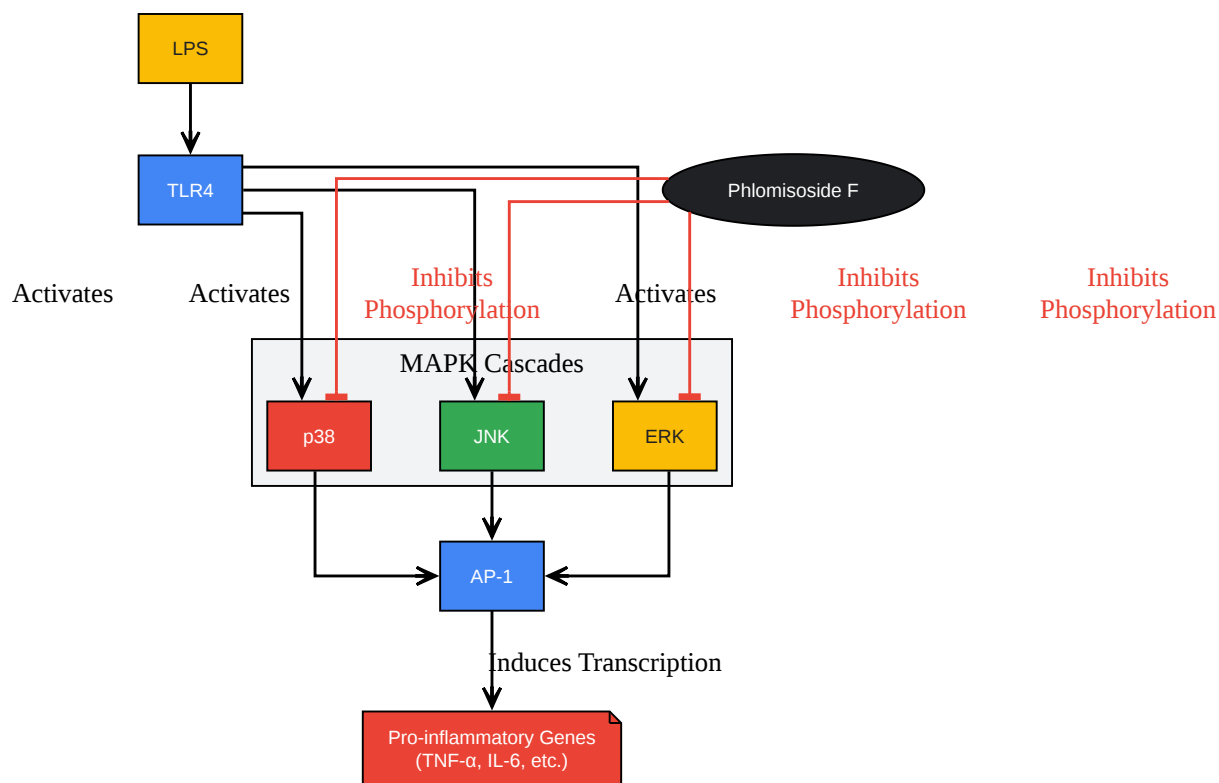 LPS
TLR4
Phlomisoside F
Activates
Activates
Inhibits
Phosphorylation
Activates
Inhibits
Phosphorylation
Inhibits
Phosphorylation
MAPK Cascades
p38
JNK
ERK
AP-1
Induces Transcription
Pro-inflammatory Genes
(TNF-α, IL-6, etc.)